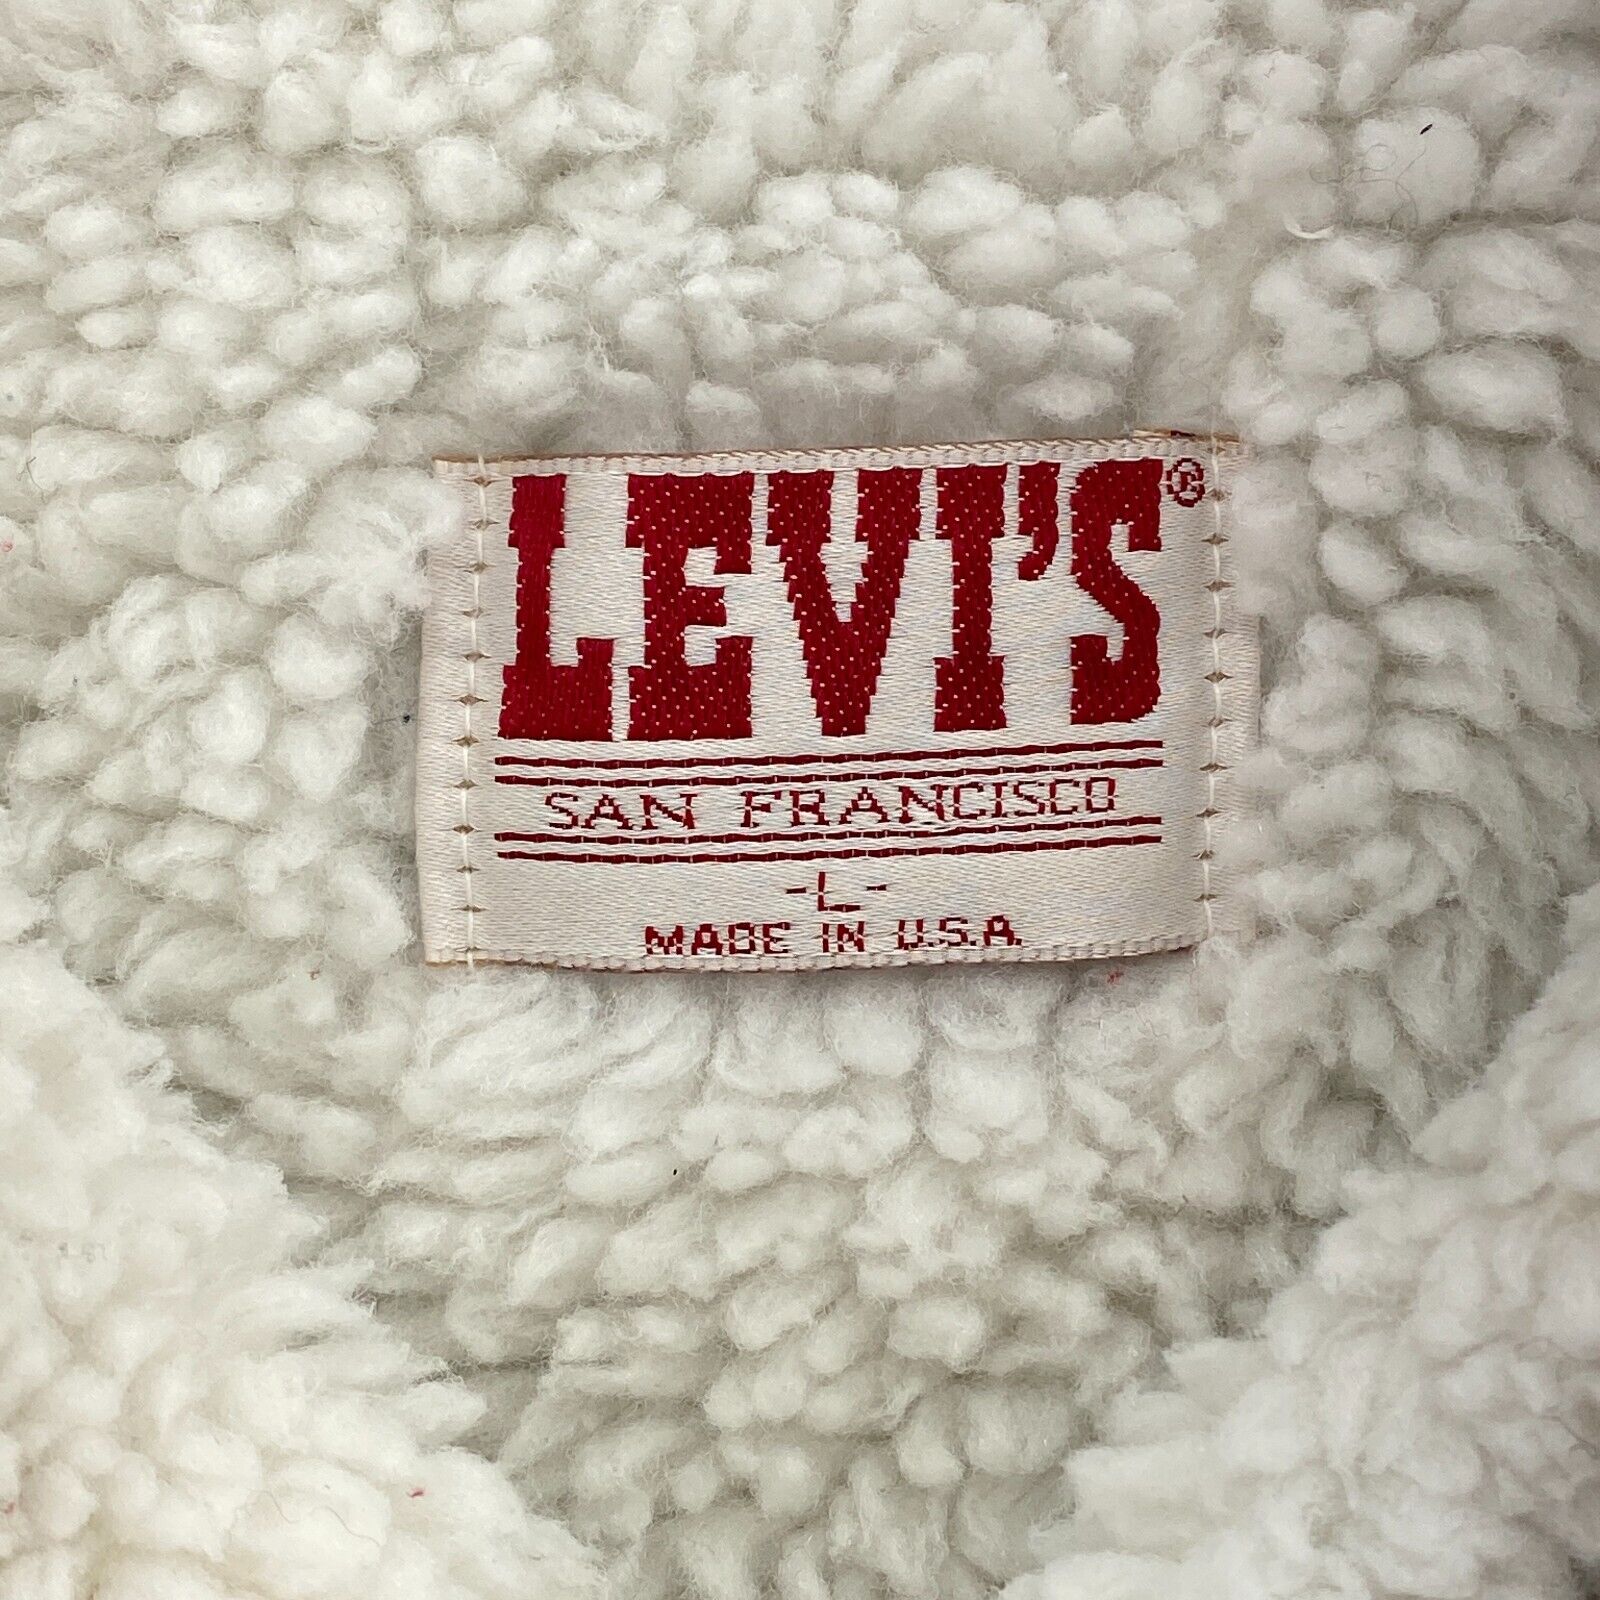 LEVI'S®
SAN FRANCISCO
-L-
MADE IN U.S.A.